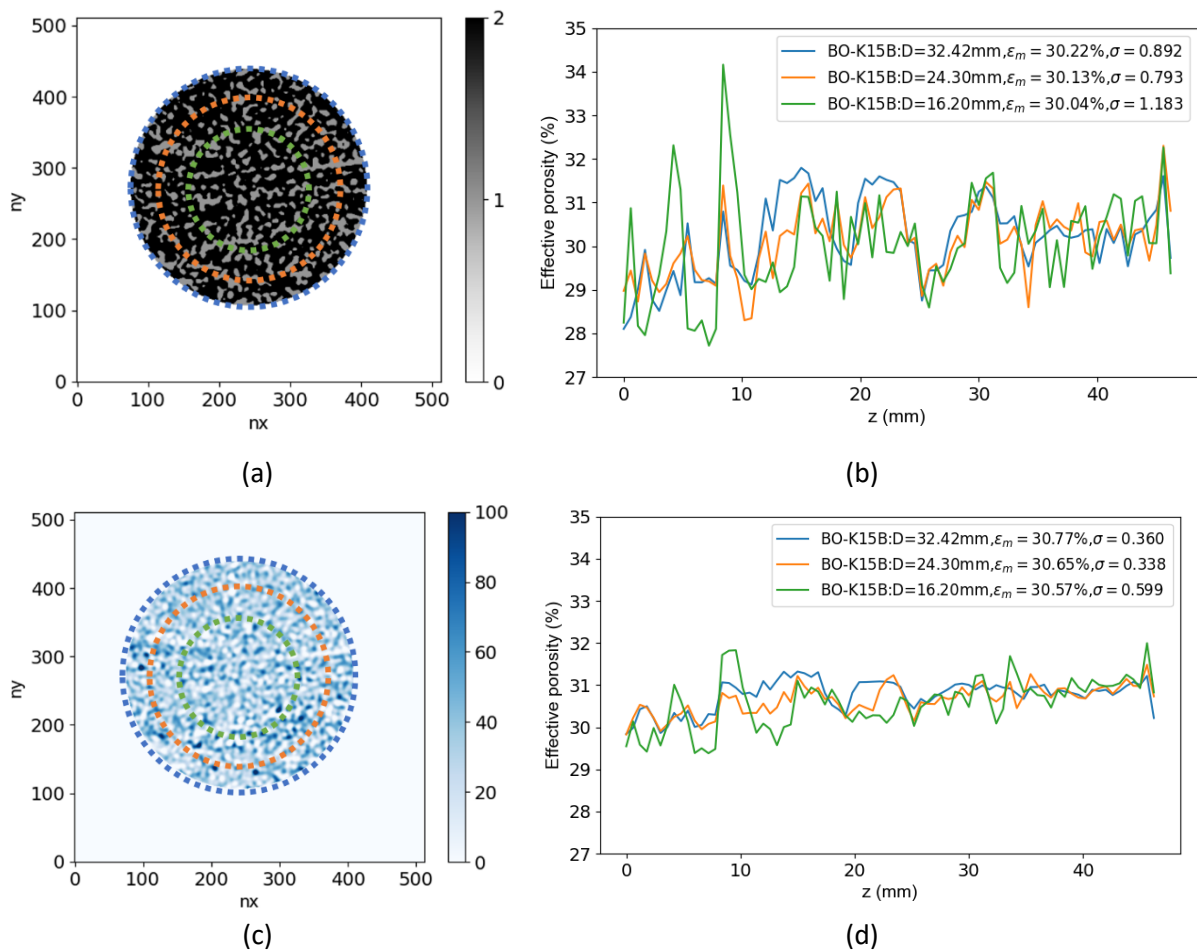 500
400
300
200
100
0
ny
0 100 200 300 400 500
nx
2
1
0
(a)
35
34
33
32
31
30
29
28
27
Effective porosity (%)
BO-K15B:D=32.42mm,ε_m = 30.22%,σ = 0.892
BO-K15B:D=24.30mm,ε_m = 30.13%,σ = 0.793
BO-K15B:D=16.20mm,ε_m = 30.04%,σ = 1.183
0 10 20 30 40
z (mm)
(b)
500
400
300
200
100
0
ny
0 100 200 300 400 500
nx
100
80
60
40
20
0
(c)
35
34
33
32
31
30
29
28
27
Effective porosity (%)
BO-K15B:D=32.42mm,ε_m = 30.77%,σ = 0.360
BO-K15B:D=24.30mm,ε_m = 30.65%,σ = 0.338
BO-K15B:D=16.20mm,ε_m = 30.57%,σ = 0.599
0 10 20 30 40
z (mm)
(d)